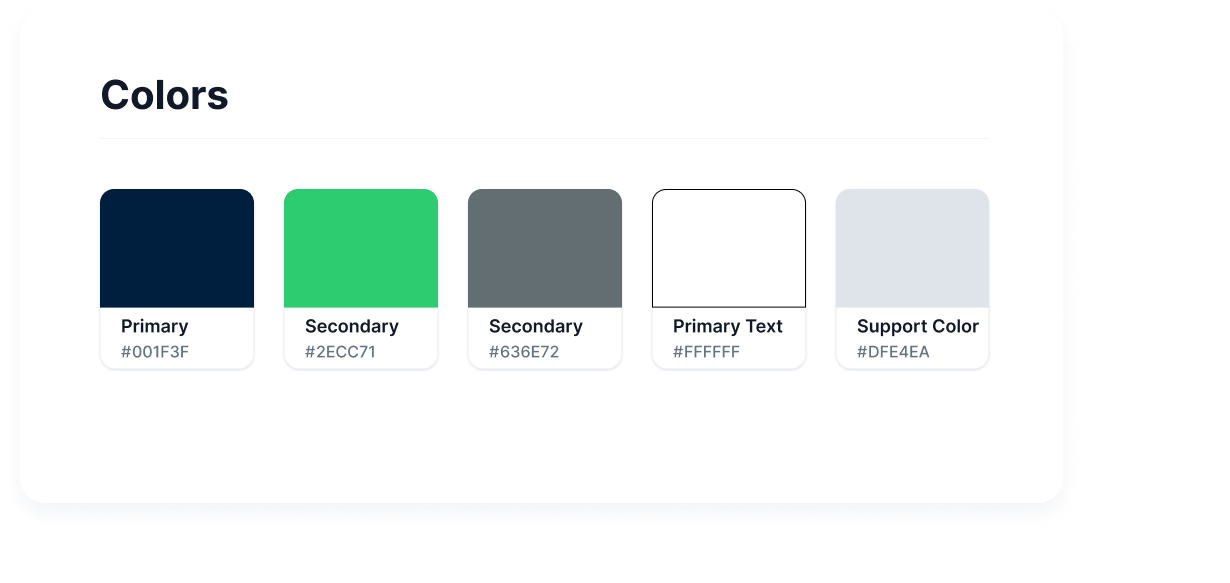 Colors
Primary
#001F3F
Secondary
#2ECC71
Secondary
#636E72
Primary Text
#FFFFFF
Support Color
#DFE4EA